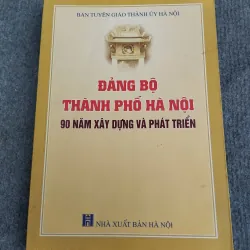 BAN TUYÊN GIÁO THÀNH ỦY HÀ NỘI
ĐẢNG BỘ
THÀNH PHỐ HÀ NỘI
90 NĂM XÂY DỰNG VÀ PHÁT TRIỂN
NHÀ XUẤT BẢN HÀ NỘI